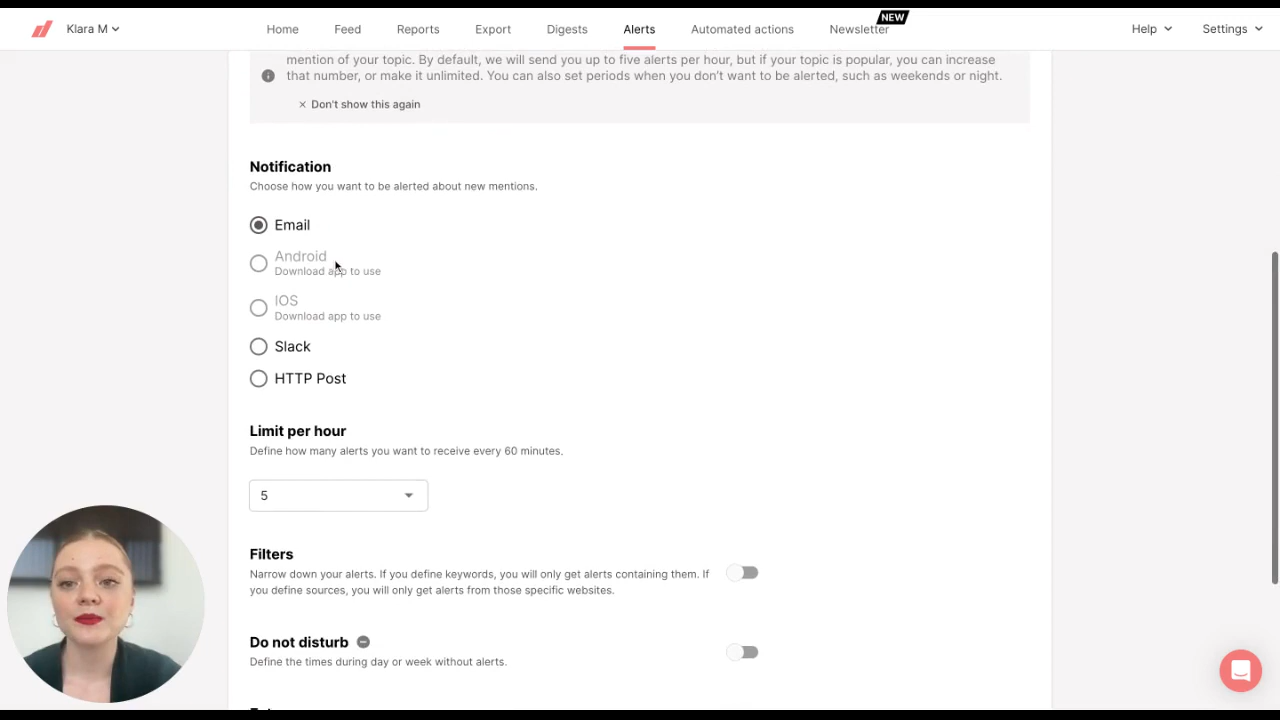 NEW
Klara M
Home
Feed
Reports
Export
Digests
Alerts
Automated actions
Newsletter
Help
Settings
mention of your topic. By default, we will send you up to five alerts per hour, but if your topic is popular, you can increase
that number, or make it unlimited. You can also set periods when you don't want to be alerted, such as weekends or night.
Don't show this again
Notification
Choose how you want to be alerted about new mentions.
Email
Android
Download app to use
IOS
Download app to use
Slack
HTTP Post
Limit per hour
Define how many alerts you want to receive every 60 minutes.
5
Filters
Narrow down your alerts. If you define keywords, you will only get alerts containing them. If
you define sources, you will only get alerts from those specific websites.
Do not disturb
Define the times during day or week without alerts.